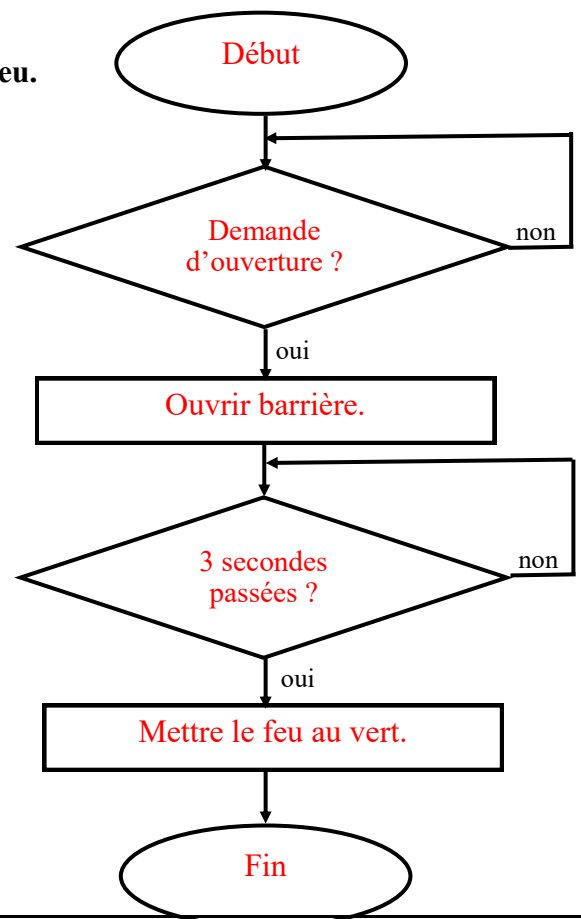 Début
eu.
Demande
d'ouverture ?
non
oui
Ouvrir barrière.
3 secondes
passées ?
non
oui
Mettre le feu au vert.
Fin